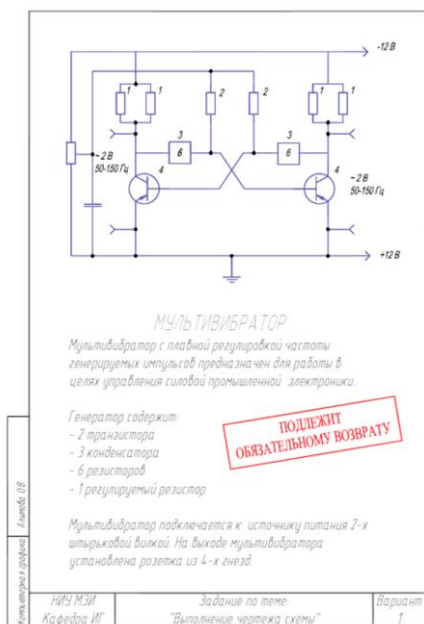 -12 В
1
1
2
2
1
1
3
3
6
6
~2 В
50-150 Гц
4
4
~2 В
50-150 Гц
+12 В
МУЛЬТИВИБРАТОР
Мультивибратор с плавной регулировкой частоты
генерируемых импульсов предназначен для работы в
целях управления силовой промышленной электроники.
Генератор содержит:
- 2 транзистора
- 3 конденсатора
- 6 резисторов
- 1 регулируемый резистор
ПОДЛЕЖИТ
ОБЯЗАТЕЛЬНОМУ ВОЗВРАТУ
Мультивибратор подключается к источнику питания 2-х
штырьковой вилкой. На выходе мультивибратора
установлена розетка из 4-х гнезд.
Компьютерная графика
НИУ МЭИ
Кафедра ИГ
Задание по теме:
"Выполнение чертежа схемы"
Вариант
1